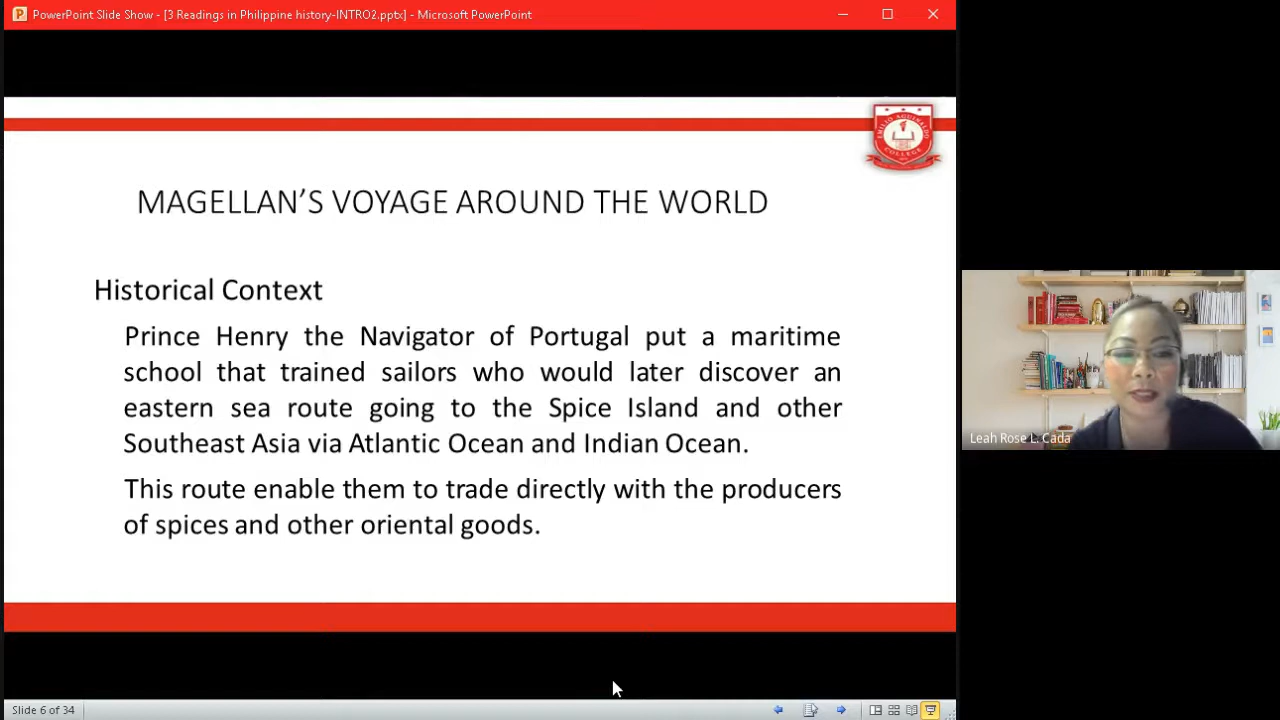 PowerPoint Slide Show - [3 Readings in Philippine history-INTRO2.pptx] - Microsoft PowerPoint
EMILIO AGUINALDO
COLLEGE
MAGELLAN’S VOYAGE AROUND THE WORLD
Historical Context
Prince Henry the Navigator of Portugal put a maritime
school that trained sailors who would later discover an
eastern sea route going to the Spice Island and other
Southeast Asia via Atlantic Ocean and Indian Ocean.
This route enable them to trade directly with the producers
of spices and other oriental goods.
Leah Rose L. Cada
Slide 6 of 34